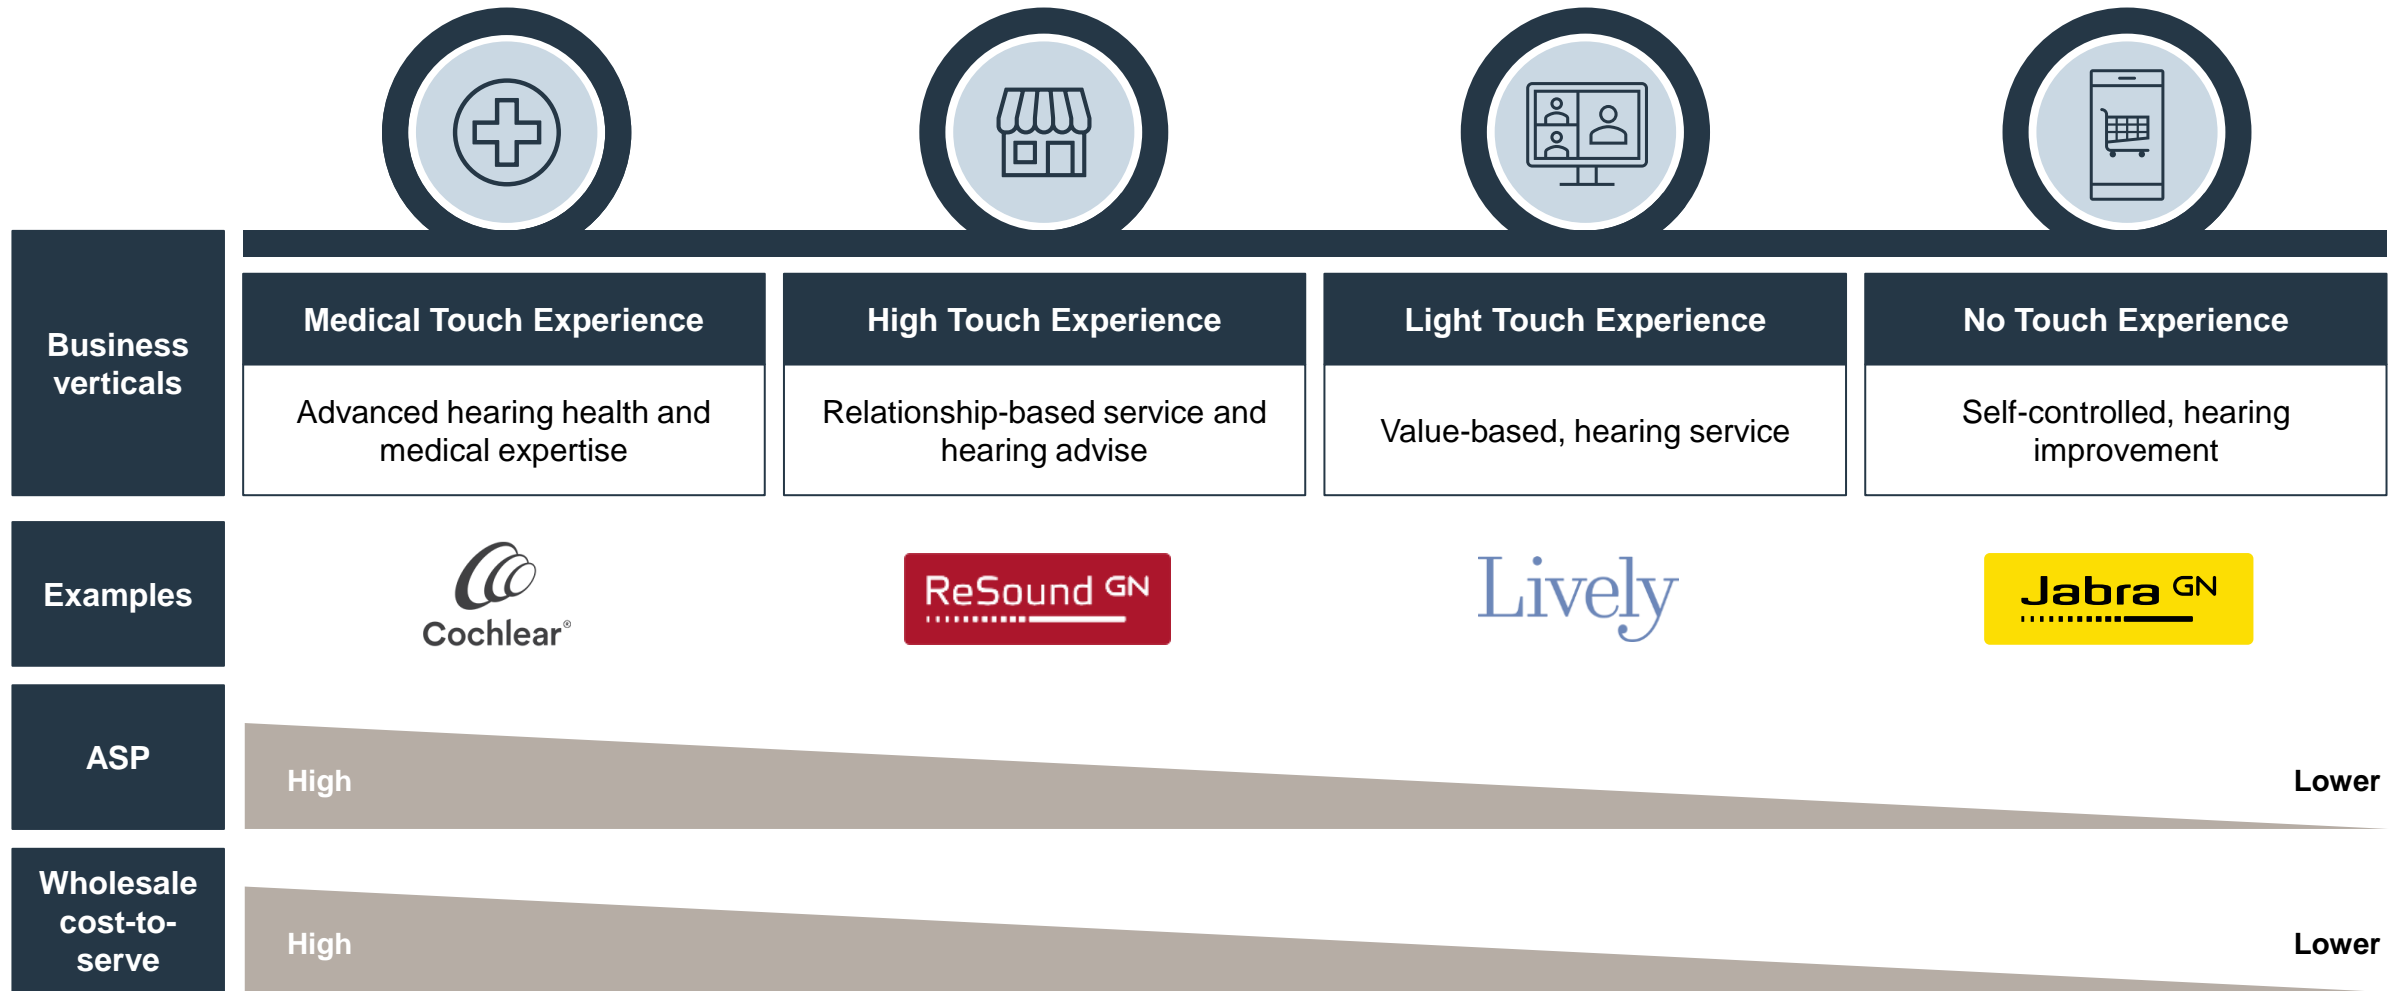 Business
verticals
Medical Touch Experience
High Touch Experience
Light Touch Experience
No Touch Experience
Advanced hearing health and
medical expertise
Relationship-based service and
hearing advise
Value-based, hearing service
Self-controlled, hearing
improvement
Examples
Cochlear®
ReSound GN
Lively
Jabra GN
ASP
High
Lower
Wholesale
cost-to-
serve
High
Lower